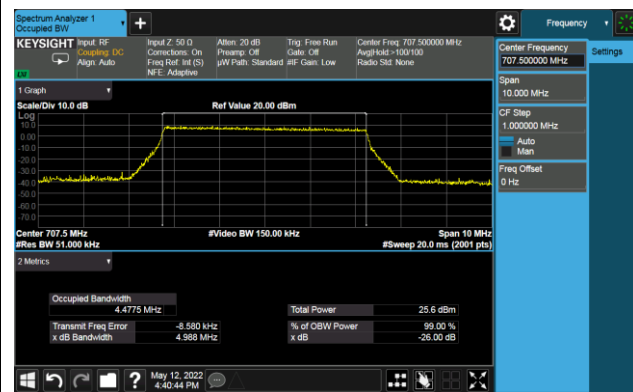 Spectrum Analyzer 1
Occupied BW
+
Frequency
KEYSIGHT
Input: RF
Coupling: DC
Align: Auto
Input Z: 50 Ω
Corrections: On
Freq Ref: Int (S)
NFE: Adaptive
Atten: 20 dB
Preamp: Off
µW Path: Standard
Trig: Free Run
Gate: Off
#IF Gain: Low
Center Freq: 707.500000 MHz
Avg|Hold:>100/100
Radio Std: None
Center Frequency
707.500000 MHz
Settings
Span
10.000 MHz
CF Step
1.000000 MHz
Auto
Man
Freq Offset
0 Hz
1 Graph
Scale/Div 10.0 dB
Ref Value 20.00 dBm
Log
10.0
0.00
-10.0
-20.0
-30.0
-40.0
-50.0
-60.0
-70.0
Center 707.5 MHz
#Video BW 150.00 kHz
Span 10 MHz
#Res BW 51.000 kHz
#Sweep 20.0 ms (2001 pts)
2 Metrics
Occupied Bandwidth
4.4775 MHz
Total Power 25.6 dBm
Transmit Freq Error -8.580 kHz
% of OBW Power 99.00 %
x dB Bandwidth 4.988 MHz
x dB -26.00 dB
?
May 12, 2022
4:40:44 PM